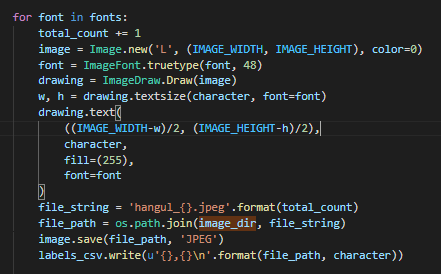 for font in fonts:
    total_count += 1
    image = Image.new('L', (IMAGE_WIDTH, IMAGE_HEIGHT), color=0)
    font = ImageFont.truetype(font, 48)
    drawing = ImageDraw.Draw(image)
    w, h = drawing.textsize(character, font=font)
    drawing.text(
        ((IMAGE_WIDTH-w)/2, (IMAGE_HEIGHT-h)/2),
        character,
        fill=(255),
        font=font
    )
    file_string = 'hangul_{}.jpeg'.format(total_count)
    file_path = os.path.join(image_dir, file_string)
    image.save(file_path, 'JPEG')
    labels_csv.write(u'{},{}\n'.format(file_path, character))